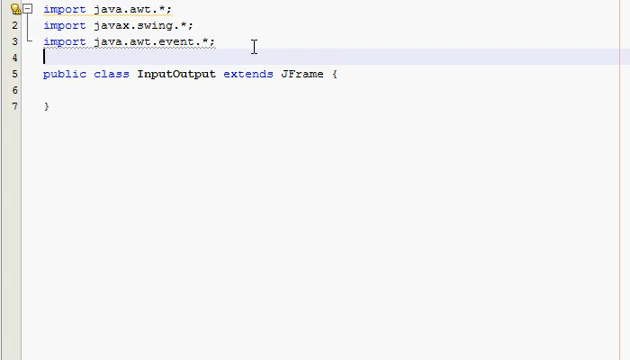 import java.awt.*;
2 import javax.swing.*;
3 import java.awt.event.*;
4
5 public class InputOutput extends JFrame {
6
7 }